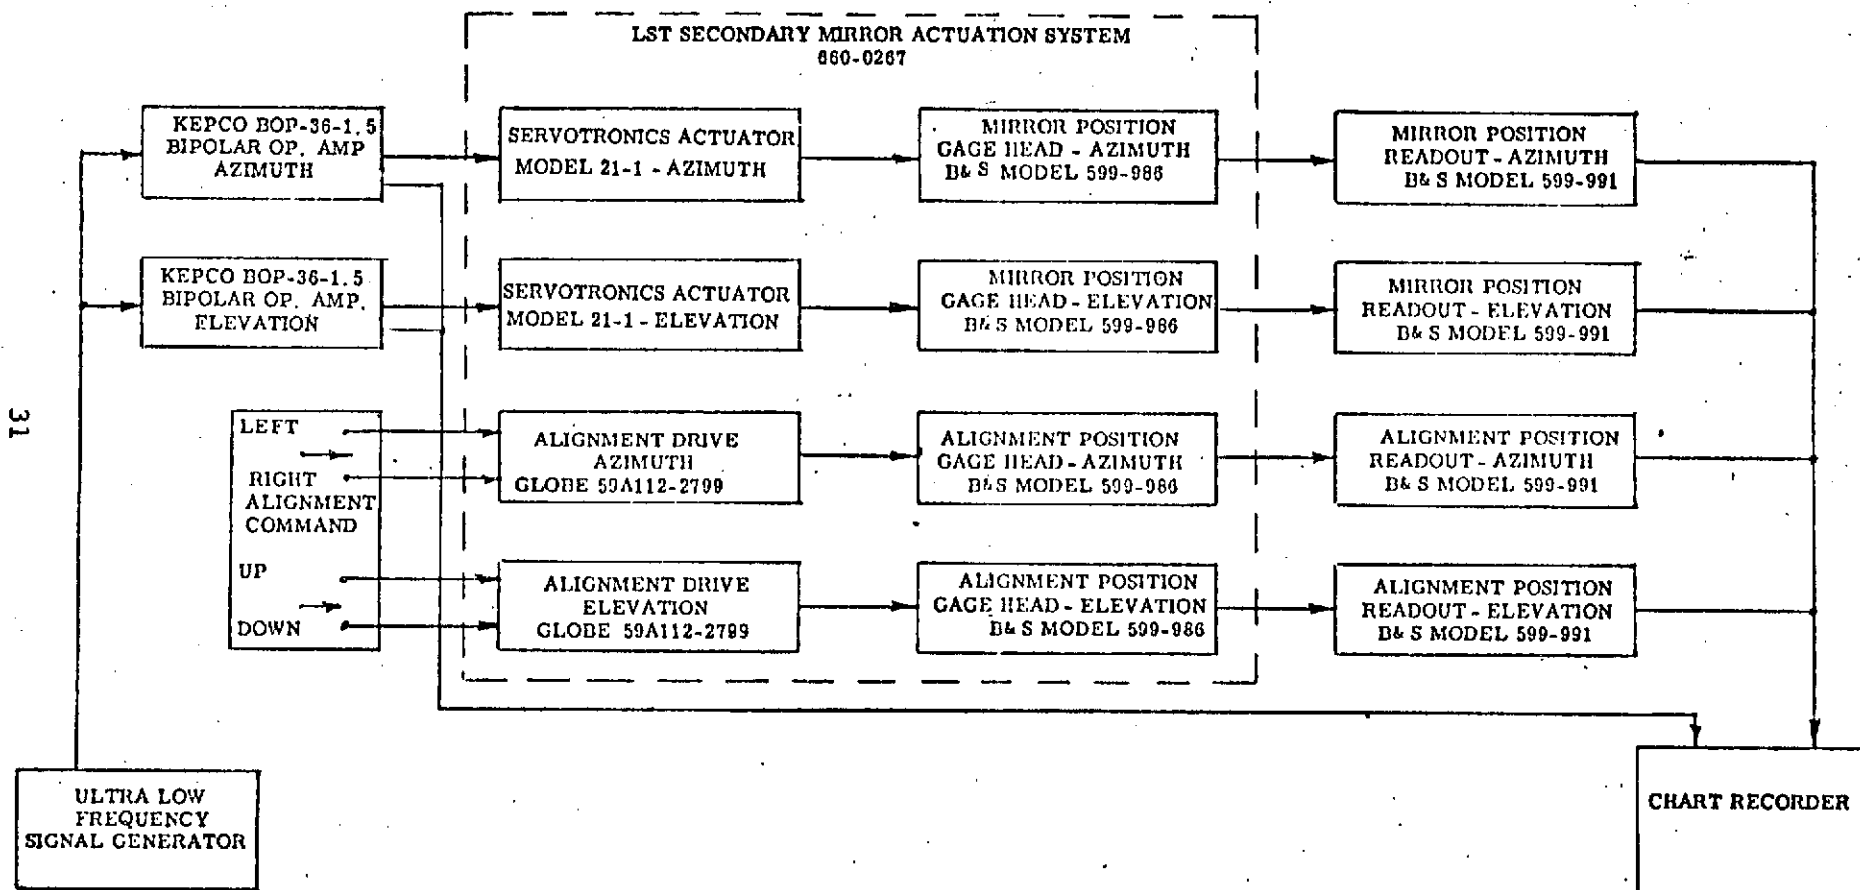 LST SECONDARY MIRROR ACTUATION SYSTEM
660-0267
KEPCO BOP-36-1.5
BIPOLAR OP. AMP
AZIMUTH
SERVOTRONICS ACTUATOR
MODEL 21-1 - AZIMUTH
MIRROR POSITION
GAGE HEAD - AZIMUTH
B&S MODEL 599-986
MIRROR POSITION
READOUT - AZIMUTH
B& S MODEL 599-991
KEPCO BOP-36-1.5
BIPOLAR OP. AMP.
ELEVATION
SERVOTRONICS ACTUATOR
MODEL 21-1 - ELEVATION
MIRROR POSITION
GAGE HEAD - ELEVATION
B& S MODEL 599-986
MIRROR POSITION
READOUT - ELEVATION
B& S MODEL 599-991
31
LEFT
RIGHT
ALIGNMENT
COMMAND
UP
DOWN
ALIGNMENT DRIVE
AZIMUTH
GLOBE 59A112-2799
ALIGNMENT POSITION
GAGE HEAD - AZIMUTH
B&S MODEL 599-986
ALIGNMENT POSITION
READOUT - AZIMUTH
B& S MODEL 599-991
ALIGNMENT DRIVE
ELEVATION
GLOBE 59A112-2799
ALIGNMENT POSITION
GAGE HEAD - ELEVATION
B& S MODEL 599-986
ALIGNMENT POSITION
READOUT - ELEVATION
B& S MODEL 599-991
ULTRA LOW
FREQUENCY
SIGNAL GENERATOR
CHART RECORDER